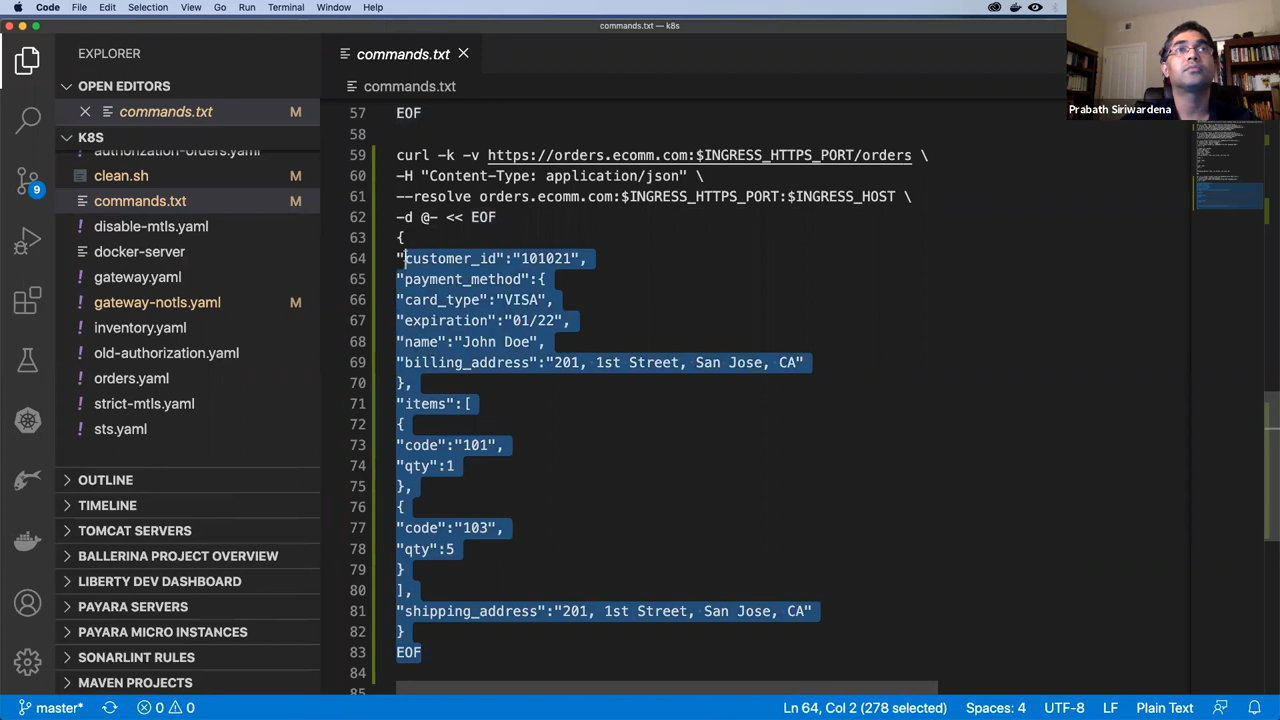 Code File Edit Selection View Go Run Terminal Window Help
commands.txt — k8s
EXPLORER
OPEN EDITORS
commands.txt M
K8S
authorization-orders.yaml
clean.sh
commands.txt M
disable-mtls.yaml
docker-server
gateway.yaml
gateway-notls.yaml M
inventory.yaml
old-authorization.yaml
orders.yaml
strict-mtls.yaml
sts.yaml
OUTLINE
TIMELINE
TOMCAT SERVERS
BALLERINA PROJECT OVERVIEW
LIBERTY DEV DASHBOARD
PAYARA SERVERS
PAYARA MICRO INSTANCES
SONARLINT RULES
MAVEN PROJECTS
9
commands.txt
commands.txt
57 EOF
58
59 curl -k -v https://orders.ecomm.com:$INGRESS_HTTPS_PORT/orders \
60 -H "Content-Type: application/json" \
61 --resolve orders.ecomm.com:$INGRESS_HTTPS_PORT:$INGRESS_HOST \
62 -d @- << EOF
63 {
64 "customer_id":"101021",
65 "payment_method":{
66 "card_type":"VISA",
67 "expiration":"01/22",
68 "name":"John Doe",
69 "billing_address":"201, 1st Street, San Jose, CA"
70 },
71 "items":[
72 {
73 "code":"101",
74 "qty":1
75 },
76 {
77 "code":"103",
78 "qty":5
79 }
80 ],
81 "shipping_address":"201, 1st Street, San Jose, CA"
82 }
83 EOF
84
85
Prabath Siriwardena
master* 0 0 Ln 64, Col 2 (278 selected) Spaces: 4 UTF-8 LF Plain Text